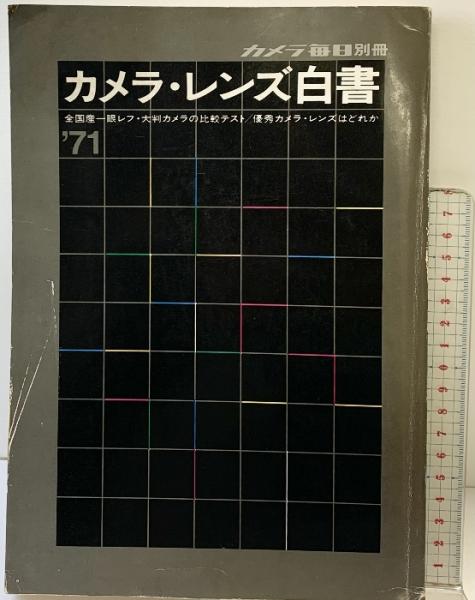 カメラ毎日別冊
カメラ・レンズ白書
全国産一眼レフ・大判カメラの比較テスト/優秀カメラ・レンズはどれか
'71